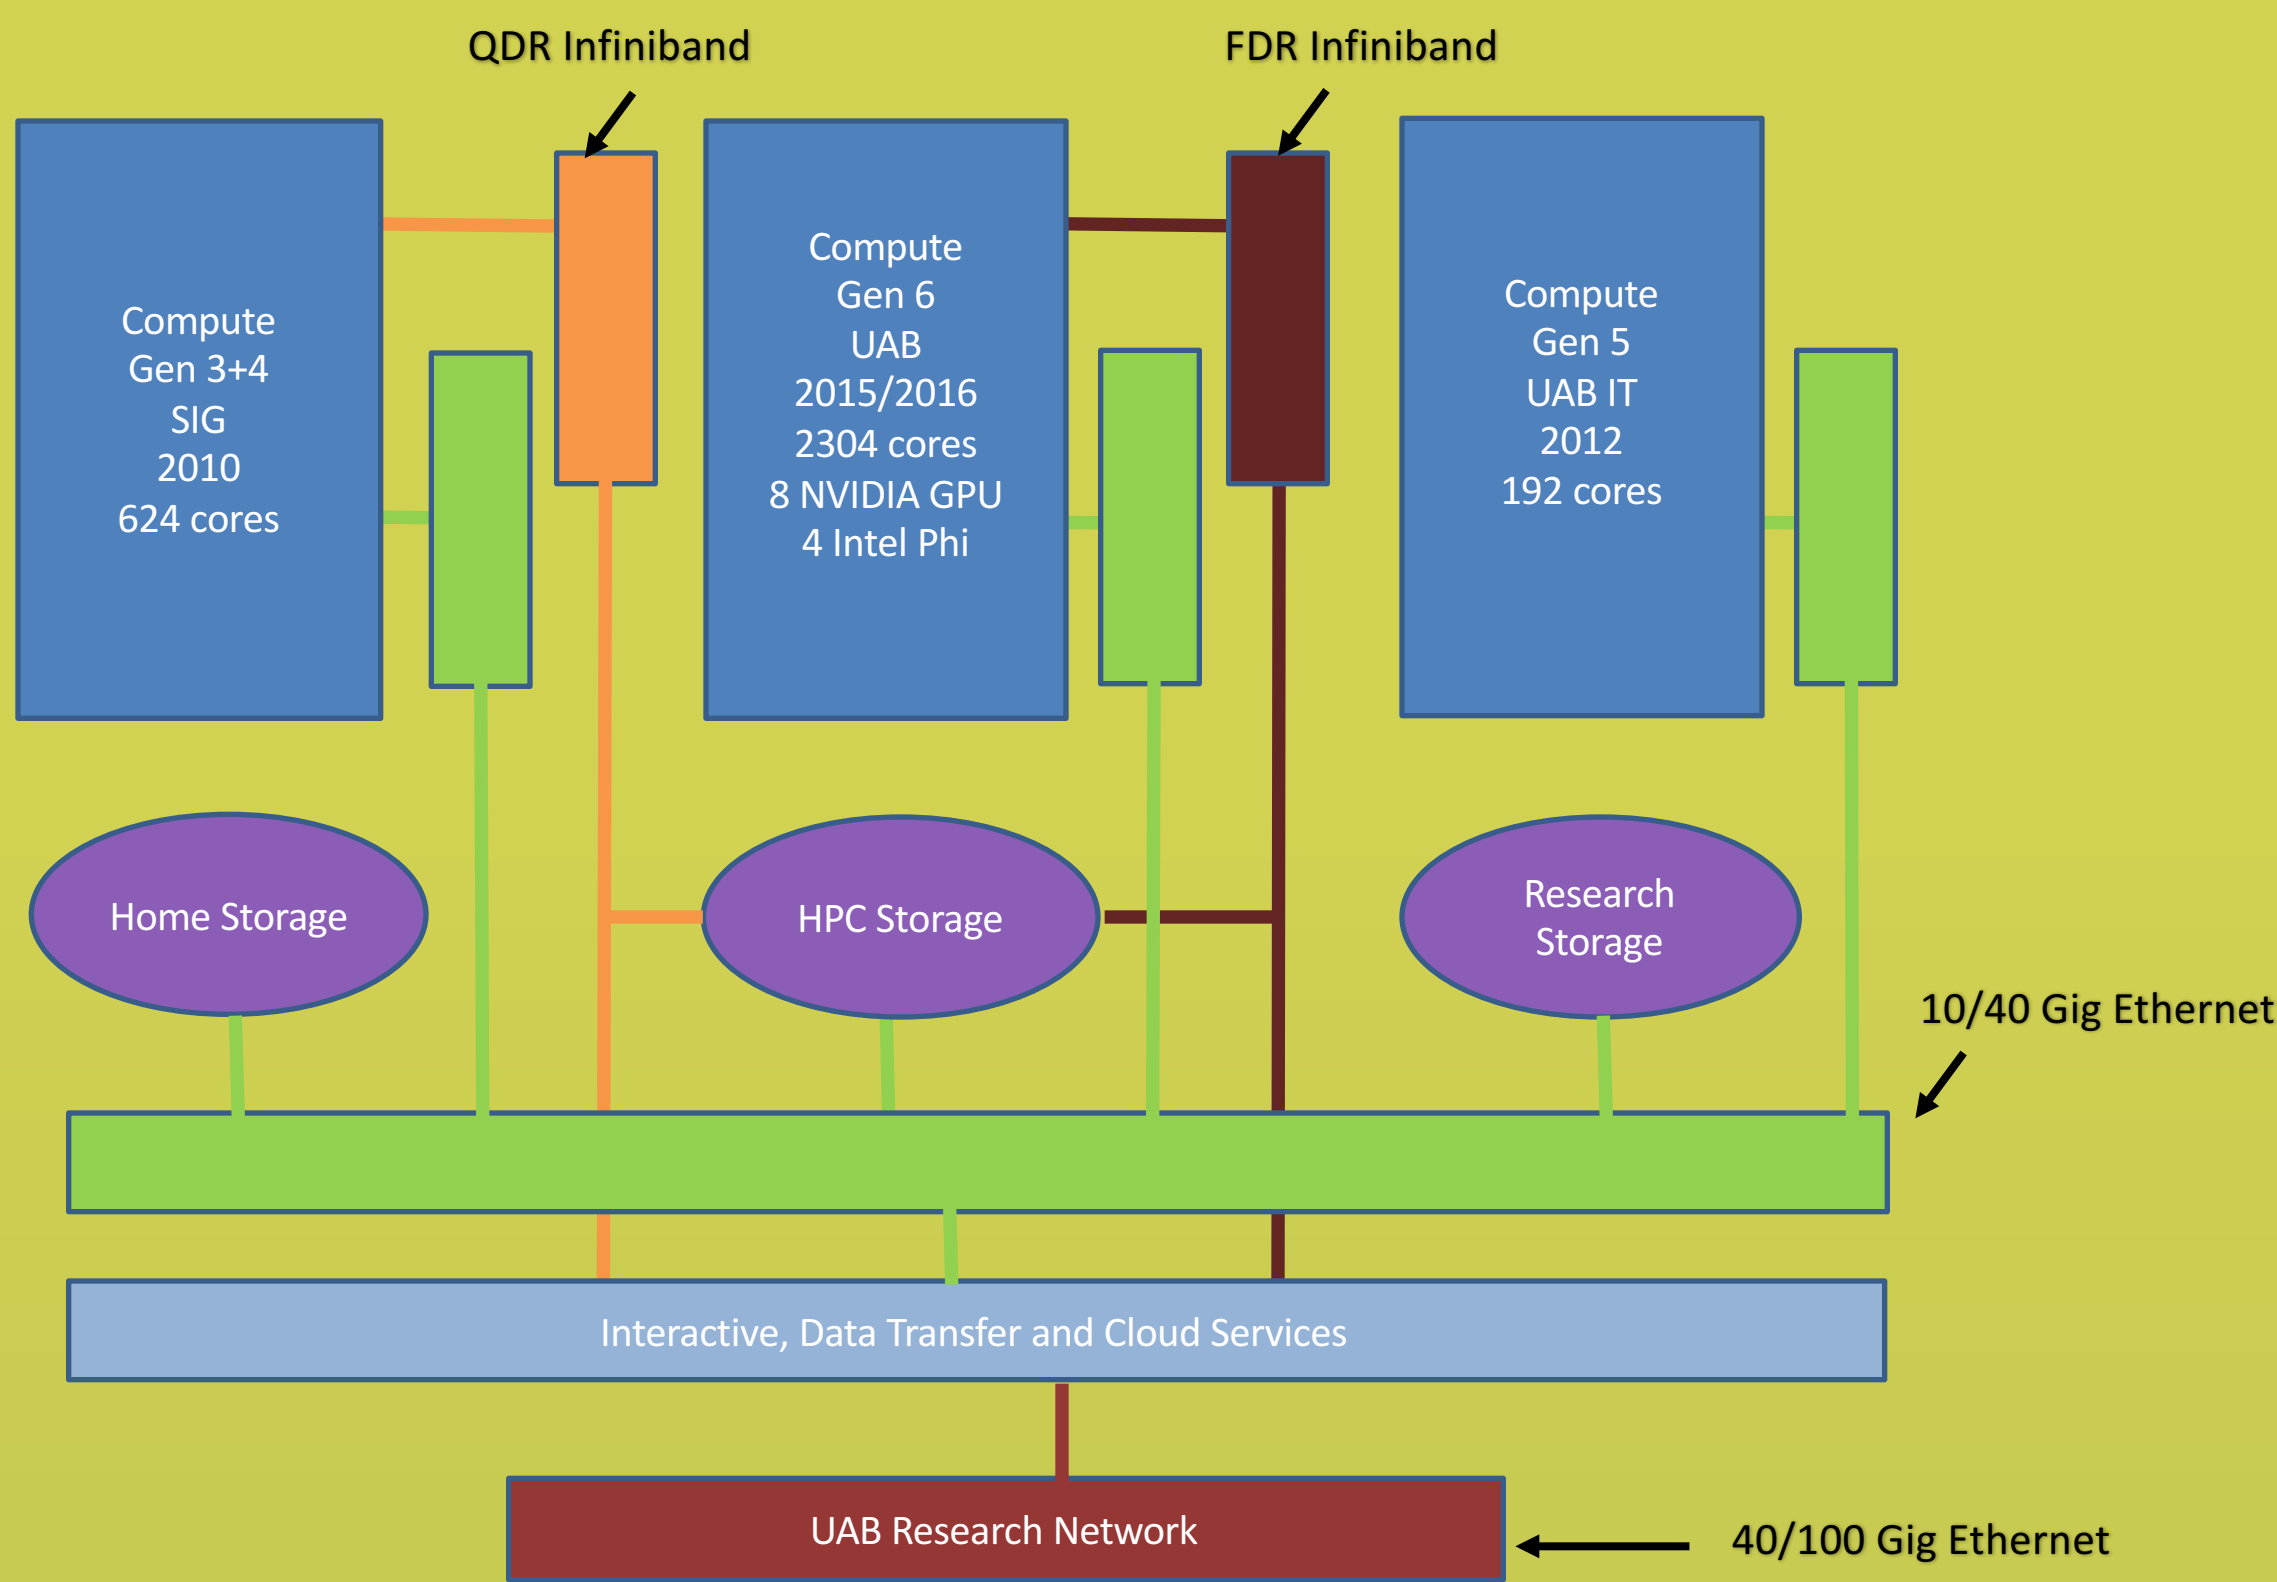 QDR Infiniband
FDR Infiniband
Compute
Gen 3+4
SIG
2010
624 cores
Compute
Gen 6
UAB
2015/2016
2304 cores
8 NVIDIA GPU
4 Intel Phi
Compute
Gen 5
UAB IT
2012
192 cores
Home Storage
HPC Storage
Research
Storage
10/40 Gig Ethernet
Interactive, Data Transfer and Cloud Services
UAB Research Network
40/100 Gig Ethernet